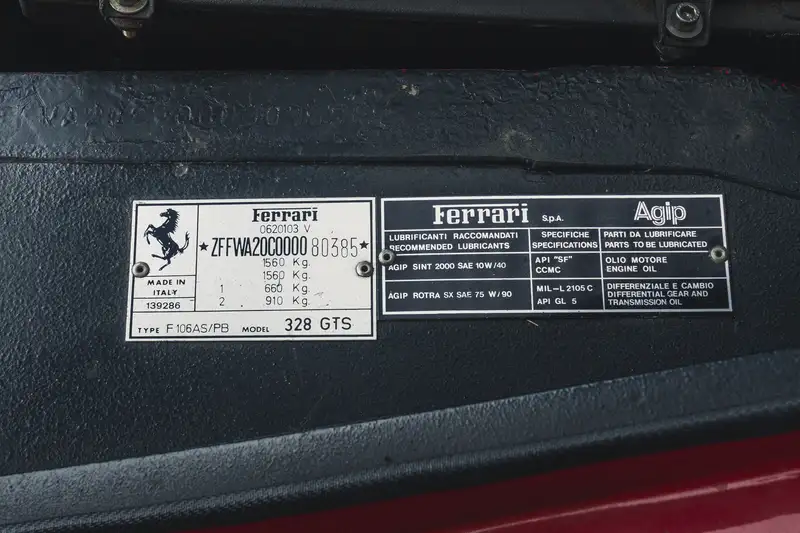 Ferrari
0620103 V
*ZFFWA20C0000 80385*
1560 Kg.
1560 Kg.
1 660 Kg.
2 910 Kg.
MADE IN
ITALY
139286
TYPE F106AS/PB MODEL 328 GTS
Ferrari S.p.A. Agip
LUBRIFICANTI RACCOMANDATI
RECOMMENDED LUBRICANTS
SPECIFICHE
SPECIFICATIONS
PARTI DA LUBRIFICARE
PARTS TO BE LUBRICATED
AGIP SINT 2000 SAE 10W/40
API "SF"
CCMC
OLIO MOTORE
ENGINE OIL
AGIP ROTRA SX SAE 75 W/90
MIL-L 2105 C
API GL 5
DIFFERENZIALE E CAMBIO
DIFFERENTIAL GEAR AND
TRANSMISSION OIL